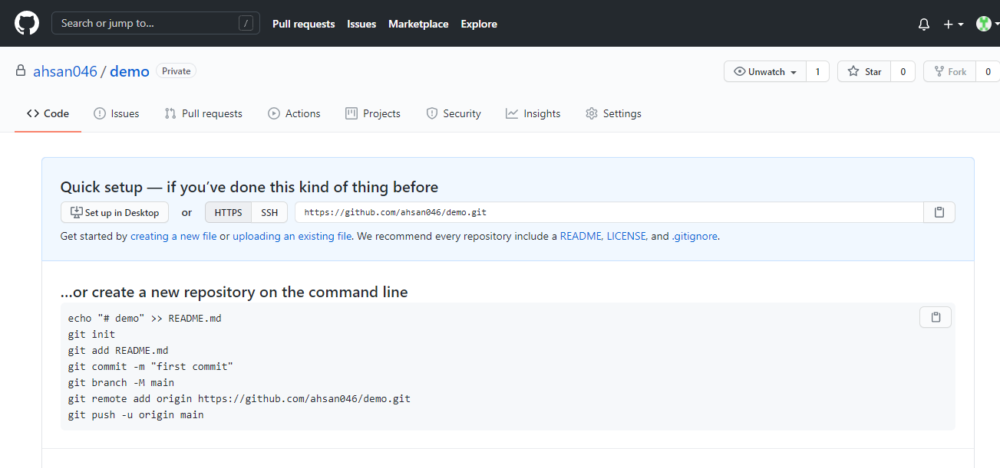 Search or jump to... / Pull requests Issues Marketplace Explore
ahsan046 / demo Private Unwatch 1 Star 0 Fork 0
Code Issues Pull requests Actions Projects Security Insights Settings
Quick setup — if you’ve done this kind of thing before
Set up in Desktop or HTTPS SSH https://github.com/ahsan046/demo.git
Get started by creating a new file or uploading an existing file. We recommend every repository include a README, LICENSE, and .gitignore.
…or create a new repository on the command line
echo "# demo" >> README.md
git init
git add README.md
git commit -m "first commit"
git branch -M main
git remote add origin https://github.com/ahsan046/demo.git
git push -u origin main